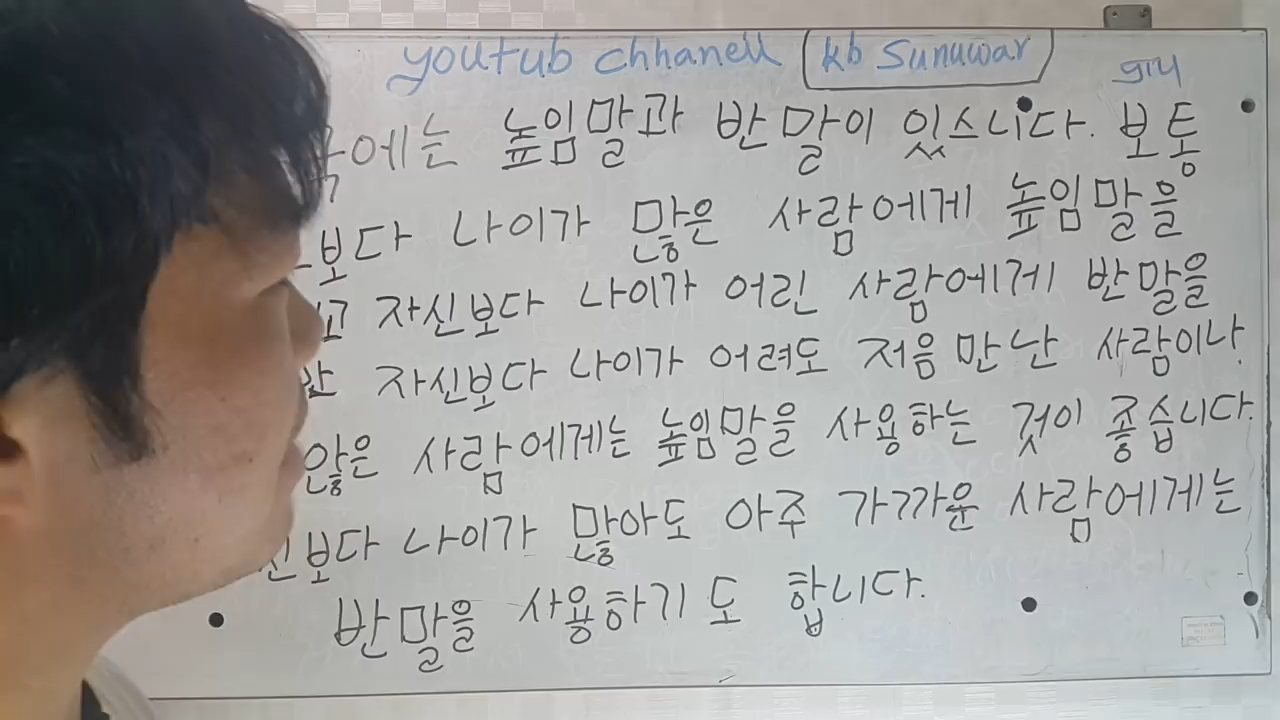 youtub chhanell kb Sunuwar
국에는 높임말과 반말이 있스니다. 보통
보다 나이가 많은 사람에게 높임말을
고 자신보다 나이가 어린 사람에게 반말을
자신보다 나이가 어려도 저음 만난 사람이나.
않은 사람에게는 높임말을 사용하는 것이 좋습니다.
신보다 나이가 많아도 아주 가까운 사람에게는
반말을 사용하기도 합니다.